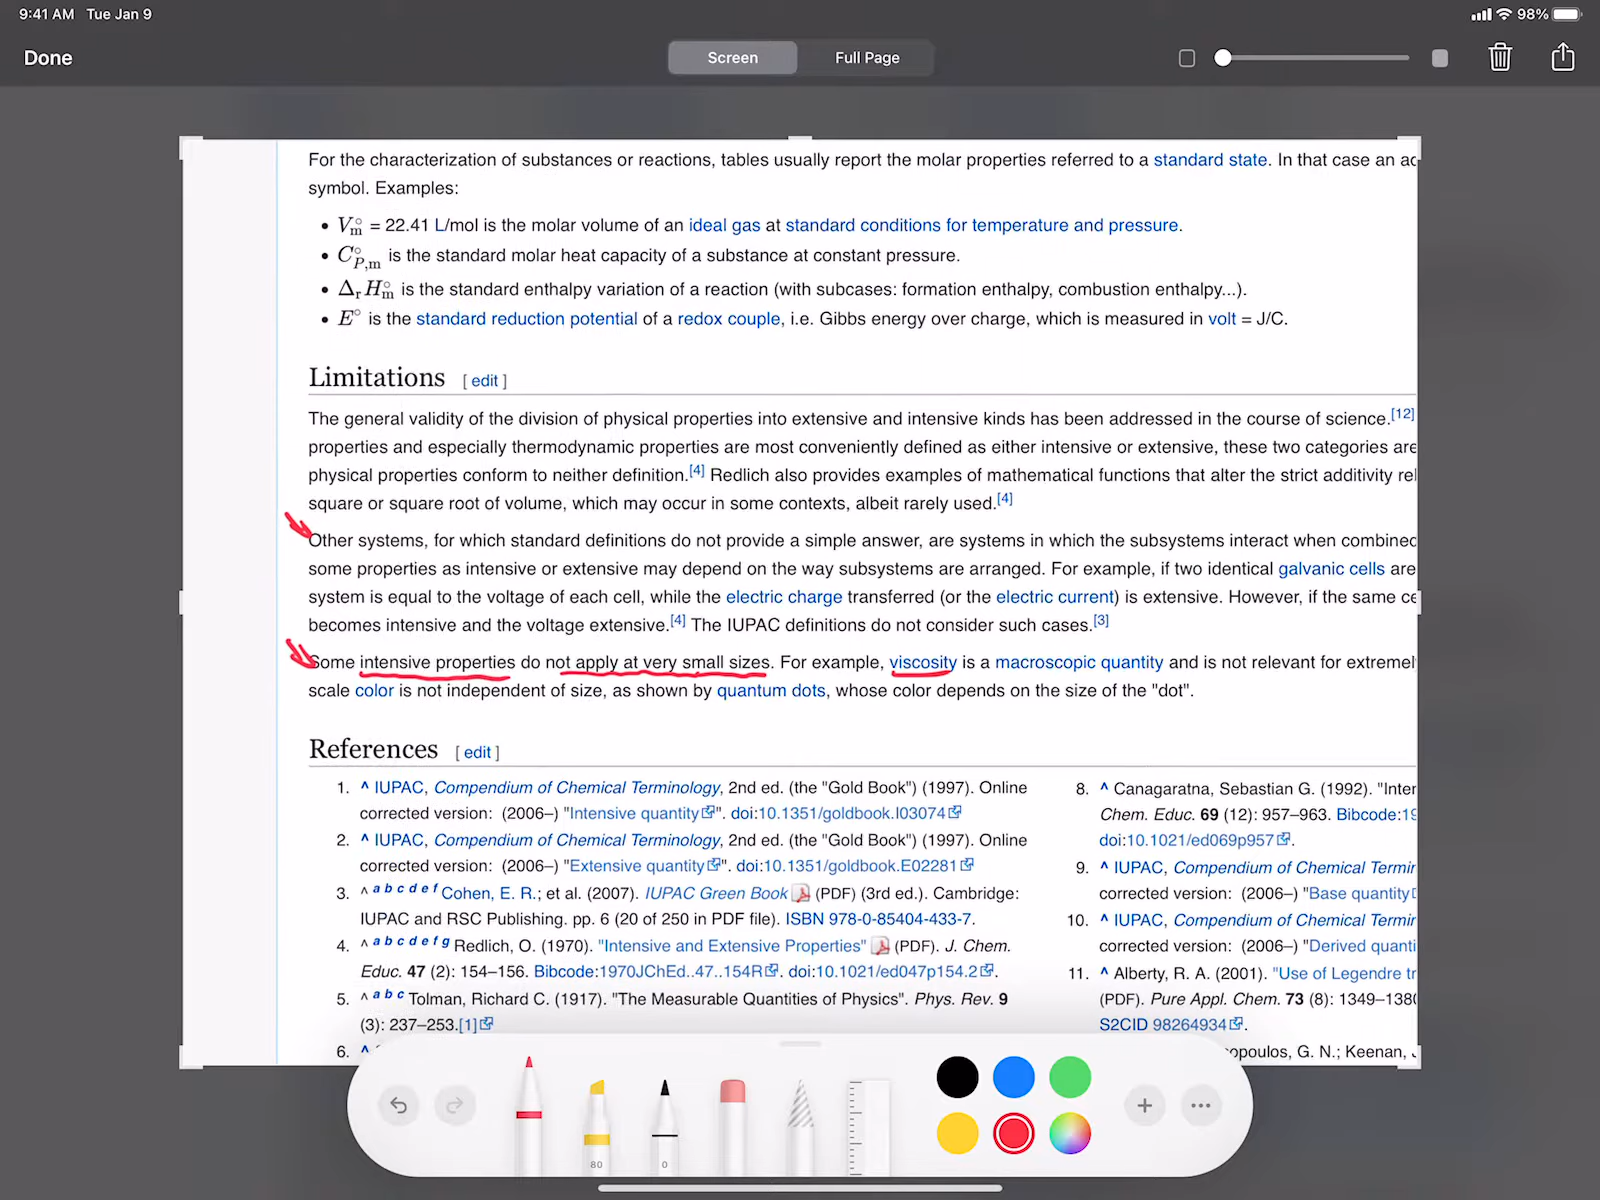 9:41 AM Tue Jan 9 98%
Done Screen Full Page
For the characterization of substances or reactions, tables usually report the molar properties referred to a standard state. In that case an
symbol. Examples:
• V°m = 22.41 L/mol is the molar volume of an ideal gas at standard conditions for temperature and pressure.
• C°P,m is the standard molar heat capacity of a substance at constant pressure.
• ΔrH°m is the standard enthalpy variation of a reaction (with subcases: formation enthalpy, combustion enthalpy...).
• E° is the standard reduction potential of a redox couple, i.e. Gibbs energy over charge, which is measured in volt = J/C.
Limitations [ edit ]
The general validity of the division of physical properties into extensive and intensive kinds has been addressed in the course of science.[12]
properties and especially thermodynamic properties are most conveniently defined as either intensive or extensive, these two categories are
physical properties conform to neither definition.[4] Redlich also provides examples of mathematical functions that alter the strict additivity
square or square root of volume, which may occur in some contexts, albeit rarely used.[4]
Other systems, for which standard definitions do not provide a simple answer, are systems in which the subsystems interact when combined
some properties as intensive or extensive may depend on the way subsystems are arranged. For example, if two identical galvanic cells are
system is equal to the voltage of each cell, while the electric charge transferred (or the electric current) is extensive. However, if the same
becomes intensive and the voltage extensive.[4] The IUPAC definitions do not consider such cases.[3]
Some intensive properties do not apply at very small sizes. For example, viscosity is a macroscopic quantity and is not relevant for extremel
scale color is not independent of size, as shown by quantum dots, whose color depends on the size of the "dot".
References [ edit ]
1. ^ IUPAC, Compendium of Chemical Terminology, 2nd ed. (the "Gold Book") (1997). Online
corrected version: (2006–) "Intensive quantity". doi:10.1351/goldbook.I03074
2. ^ IUPAC, Compendium of Chemical Terminology, 2nd ed. (the "Gold Book") (1997). Online
corrected version: (2006–) "Extensive quantity". doi:10.1351/goldbook.E02281
3. ^ a b c d e f Cohen, E. R.; et al. (2007). IUPAC Green Book (PDF) (3rd ed.). Cambridge:
IUPAC and RSC Publishing. pp. 6 (20 of 250 in PDF file). ISBN 978-0-85404-433-7.
4. ^ a b c d e f g Redlich, O. (1970). "Intensive and Extensive Properties" (PDF). J. Chem.
Educ. 47 (2): 154–156. Bibcode:1970JChEd..47..154R. doi:10.1021/ed047p154.2.
5. ^ a b c Tolman, Richard C. (1917). "The Measurable Quantities of Physics". Phys. Rev. 9
(3): 237–253.[1]
6. ^
8. ^ Canagaratna, Sebastian G. (1992). "Inter
Chem. Educ. 69 (12): 957–963. Bibcode:19
doi:10.1021/ed069p957.
9. ^ IUPAC, Compendium of Chemical Termir
corrected version: (2006–) "Base quantity
10. ^ IUPAC, Compendium of Chemical Termir
corrected version: (2006–) "Derived quanti
11. ^ Alberty, R. A. (2001). "Use of Legendre tr
(PDF). Pure Appl. Chem. 73 (8): 1349–1380
S2CID 98264934.
opoulos, G. N.; Keenan, J
80 0